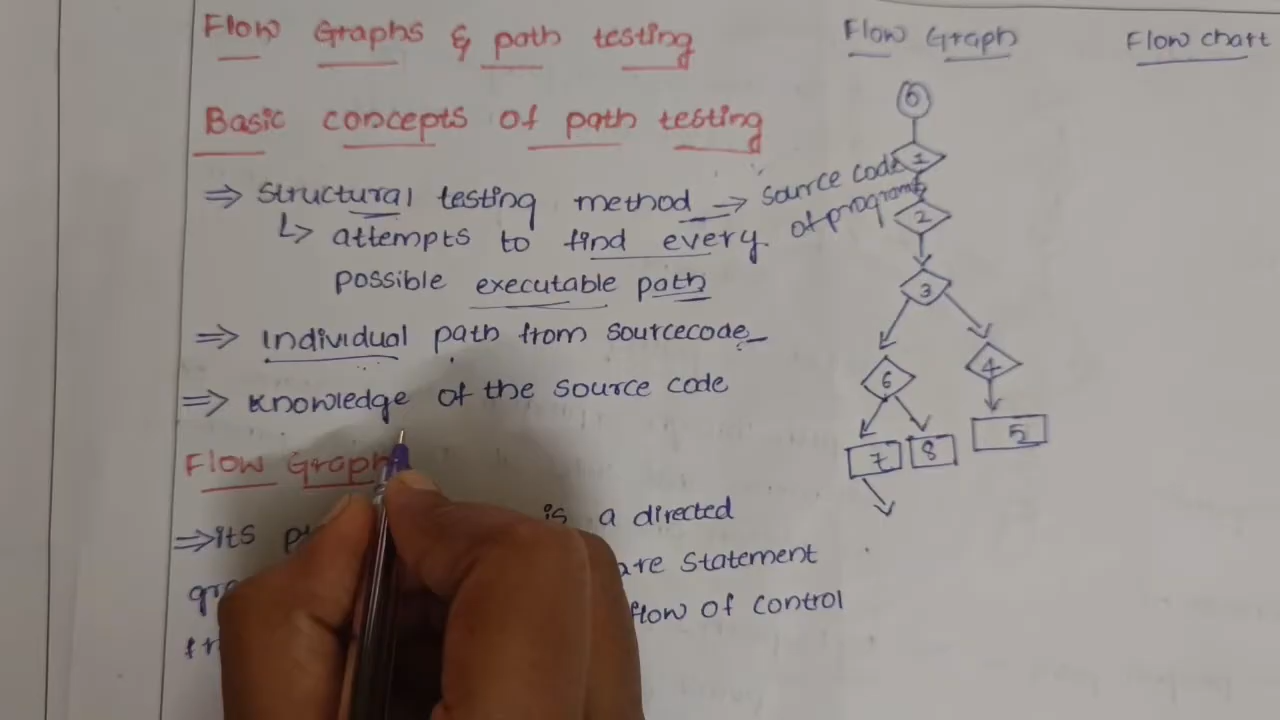 Flow Graphs & path testing
Basic concepts of path testing
⇒ structural testing method → source code
of program
↳ attempts to find every
possible executable path
⇒ individual path from sourcecode
⇒ knowledge of the source code
Flow Graph
⇒ its is a directed
are statement
flow of control
Flow Graph
Flow chart
1
2
3
6
4
7
8
5